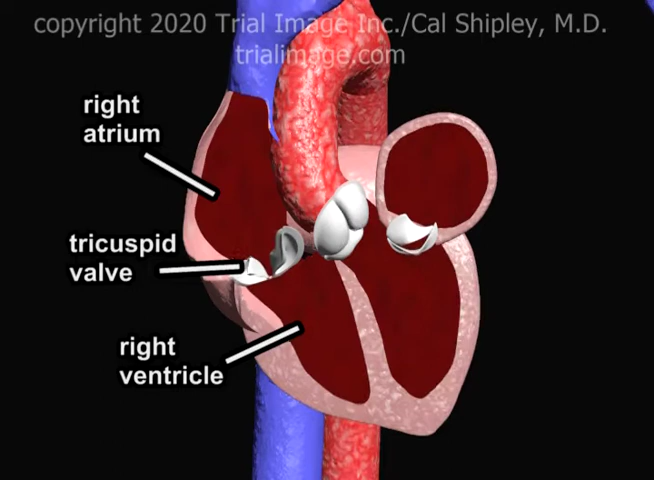 copyright 2020 Trial Image Inc./Cal Shipley, M.D.
trialimage.com
right
atrium
tricuspid
valve
right
ventricle